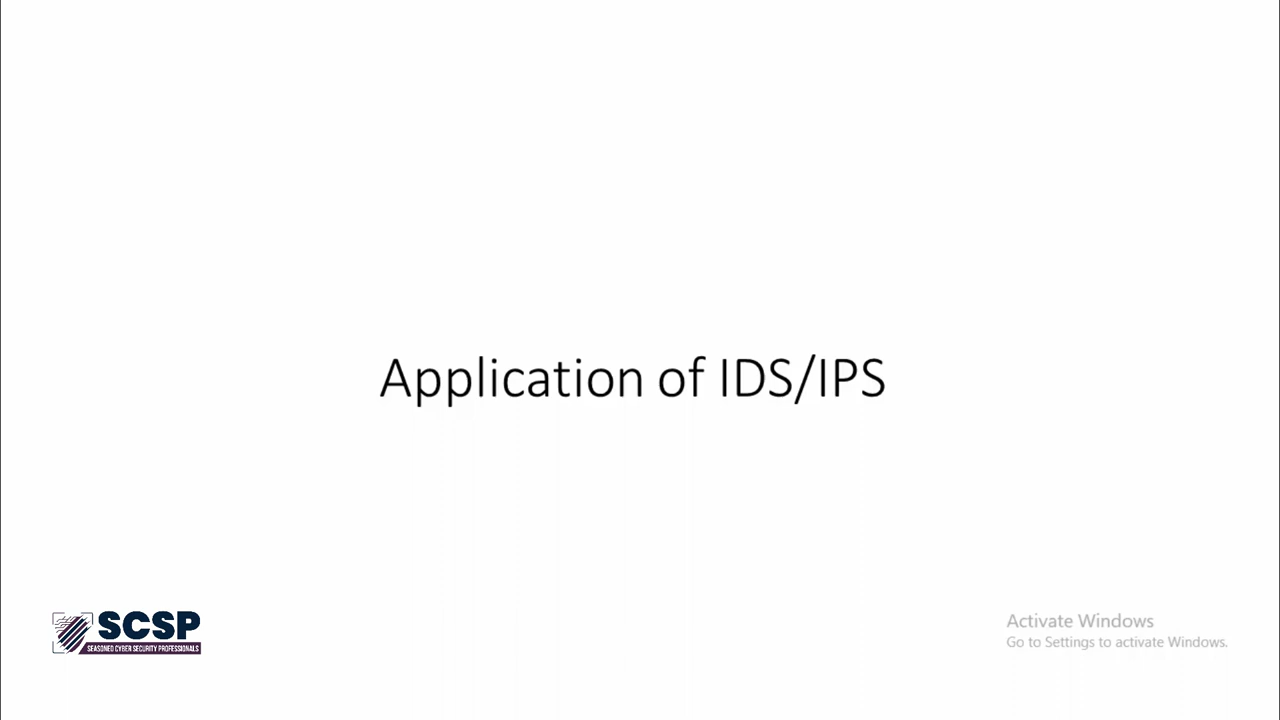 Application of IDS/IPS
SCSP
SEASONED CYBER SECURITY PROFESSIONALS
Activate Windows
Go to Settings to activate Windows.